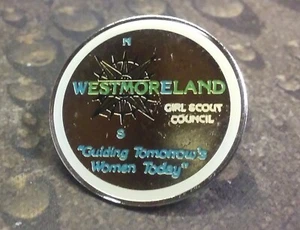 N
WESTMORELAND
GIRL SCOUT
COUNCIL
S
"Guiding Tomorrow's
Women Today"